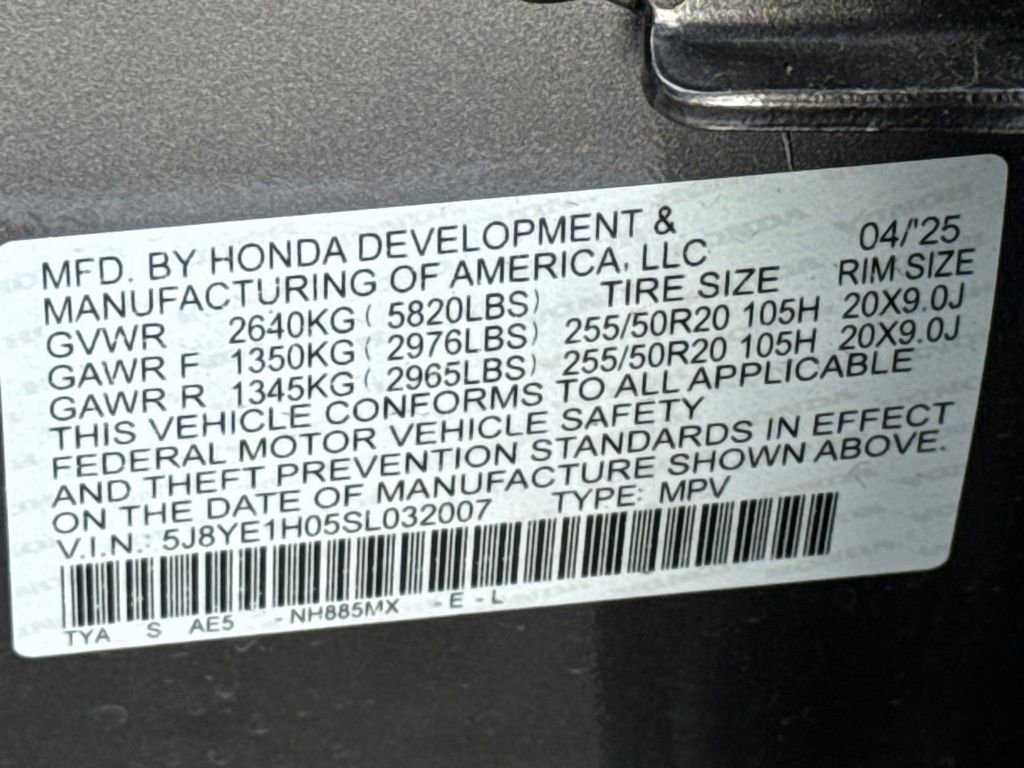 MFD. BY HONDA DEVELOPMENT & 04/'25
MANUFACTURING OF AMERICA, LLC
TIRE SIZE RIM SIZE
GVWR 2640KG ( 5820LBS)
GAWR F 1350KG ( 2976LBS) 255/50R20 105H 20X9.0J
GAWR R 1345KG ( 2965LBS) 255/50R20 105H 20X9.0J
THIS VEHICLE CONFORMS TO ALL APPLICABLE
FEDERAL MOTOR VEHICLE SAFETY
AND THEFT PREVENTION STANDARDS IN EFFECT
ON THE DATE OF MANUFACTURE SHOWN ABOVE.
V.I.N.: 5J8YE1H05SL032007 TYPE: MPV
TYA S AE5 - NH885MX - E - L